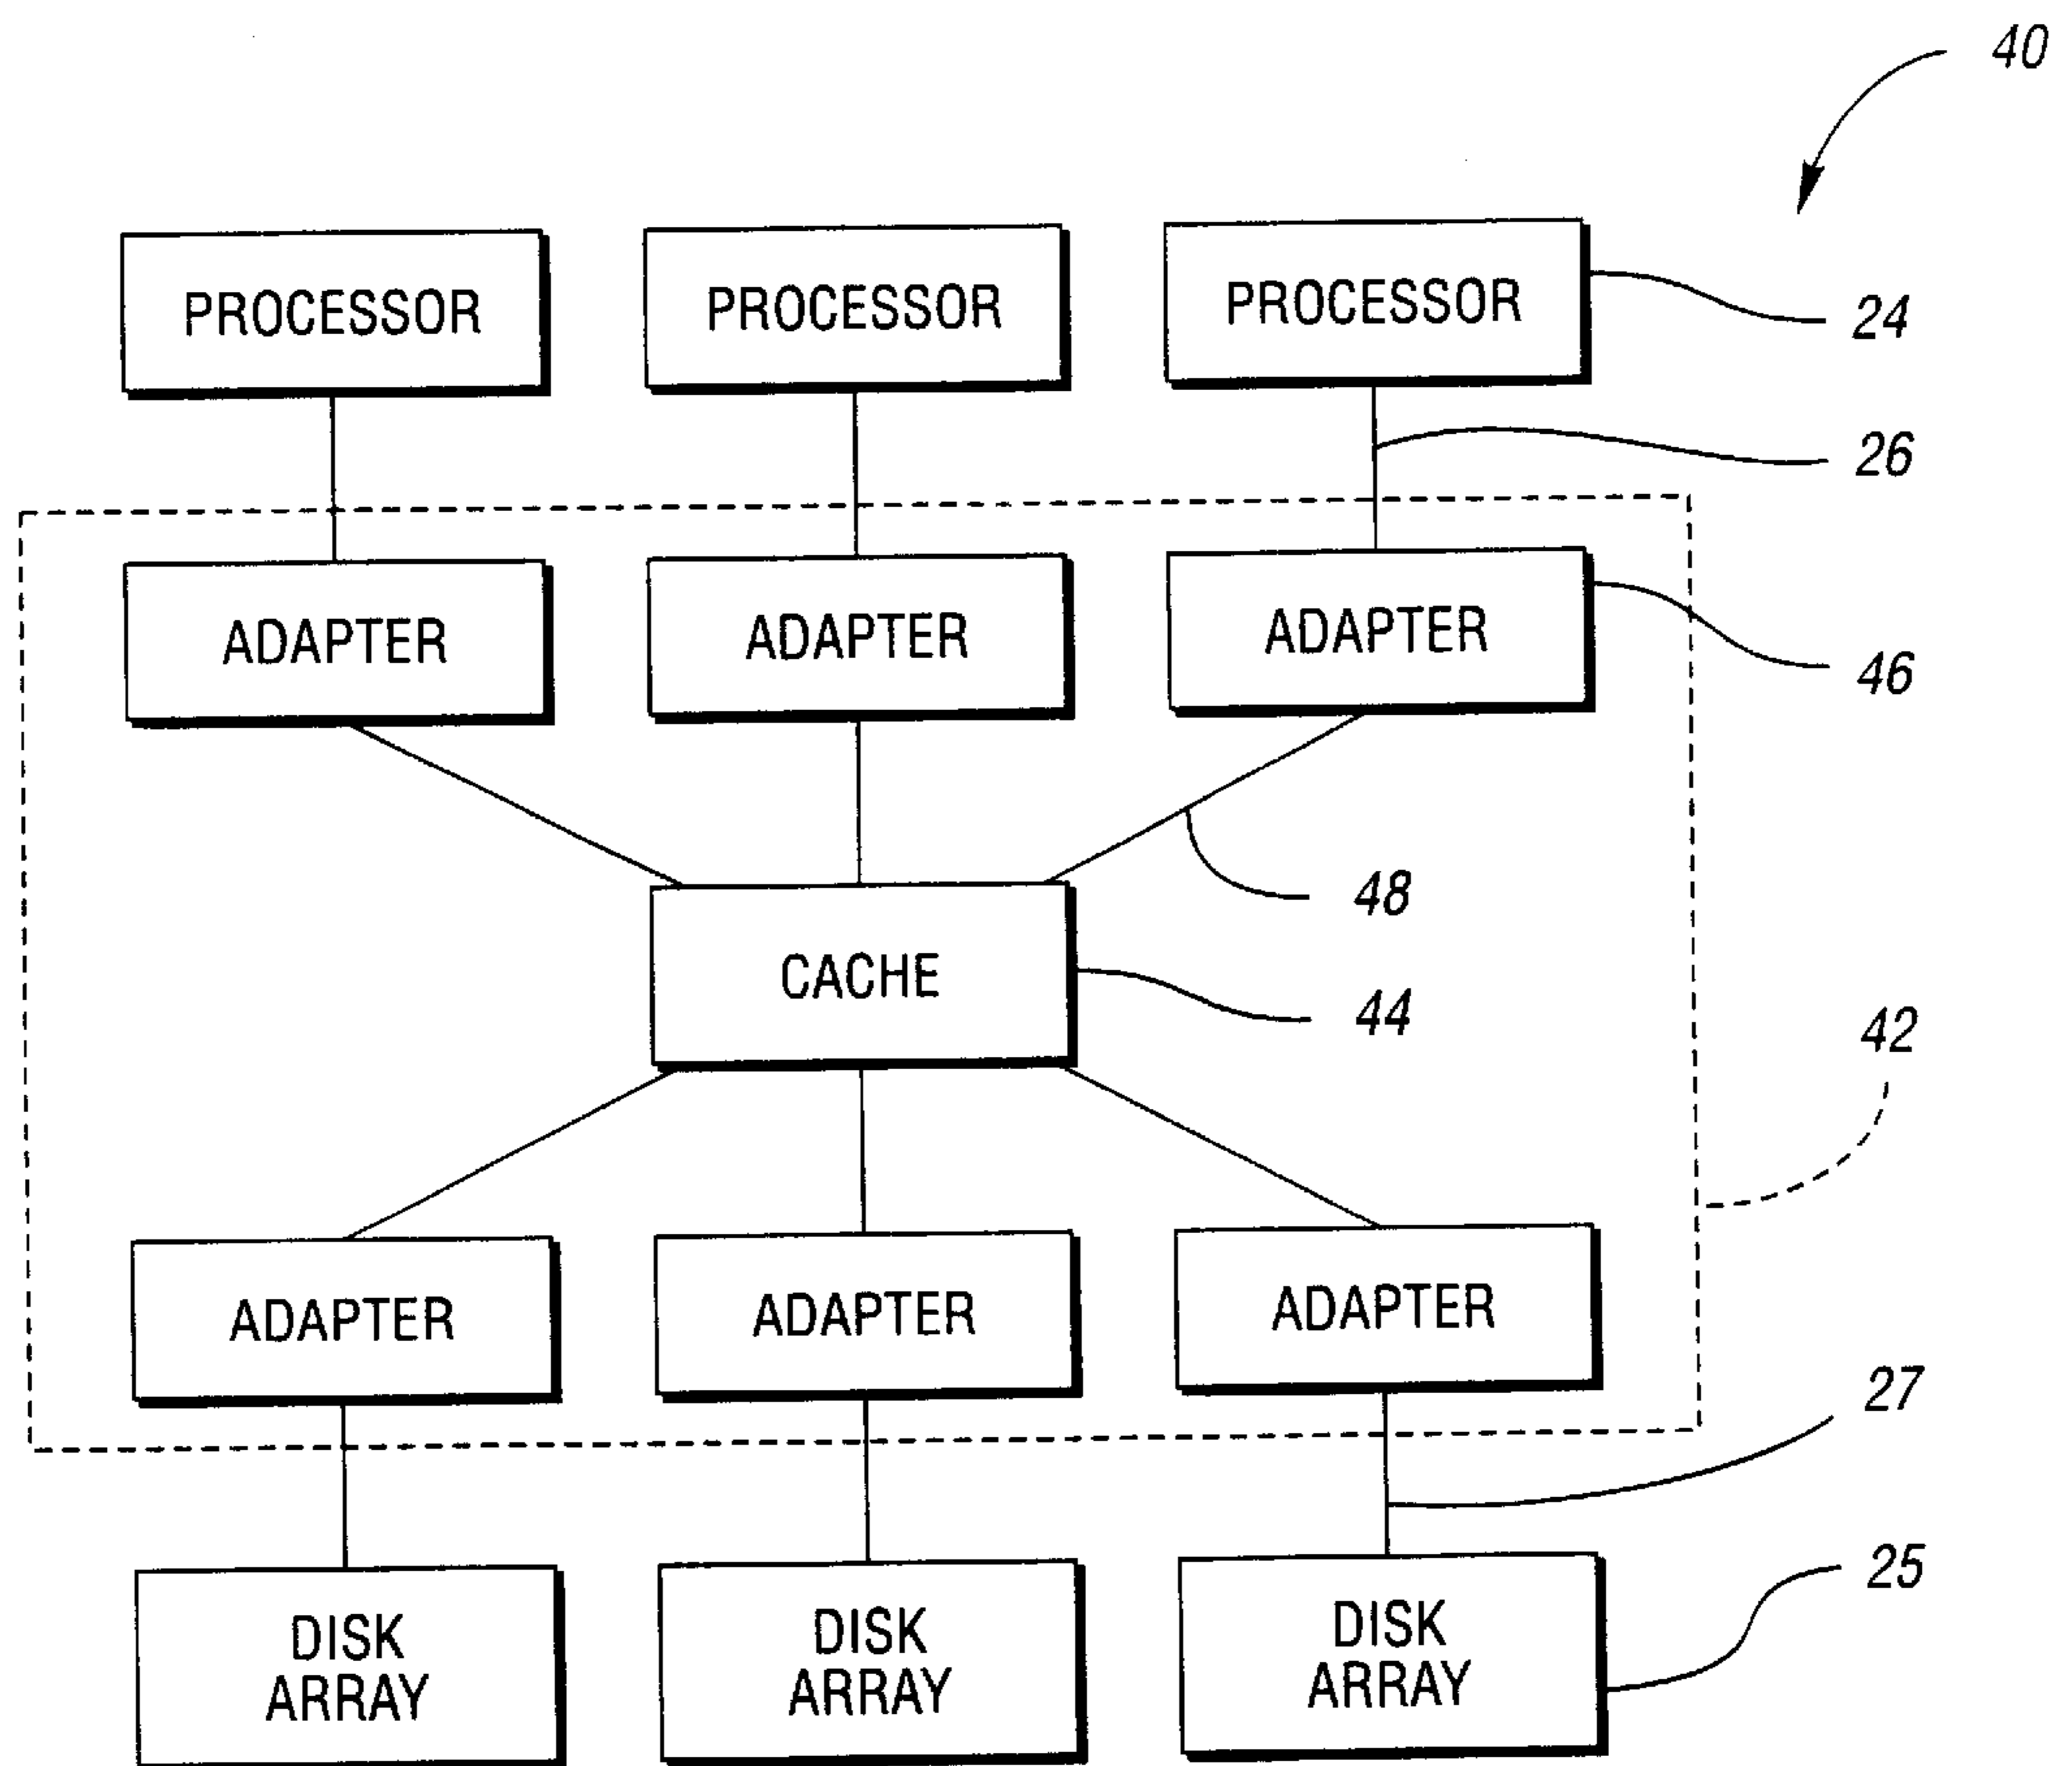 40
PROCESSOR PROCESSOR PROCESSOR
24
26
ADAPTER ADAPTER ADAPTER
46
48
CACHE
44
42
ADAPTER ADAPTER ADAPTER
27
25
DISK ARRAY
DISK ARRAY
DISK ARRAY